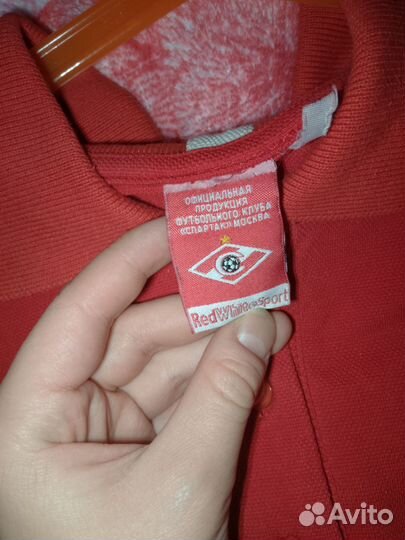 ОФИЦИАЛЬНАЯ
ПРОДУКЦИЯ
ФУТБОЛЬНОГО КЛУБА
«СПАРТАК» МОСКВА
RedWhiteSport
Avito